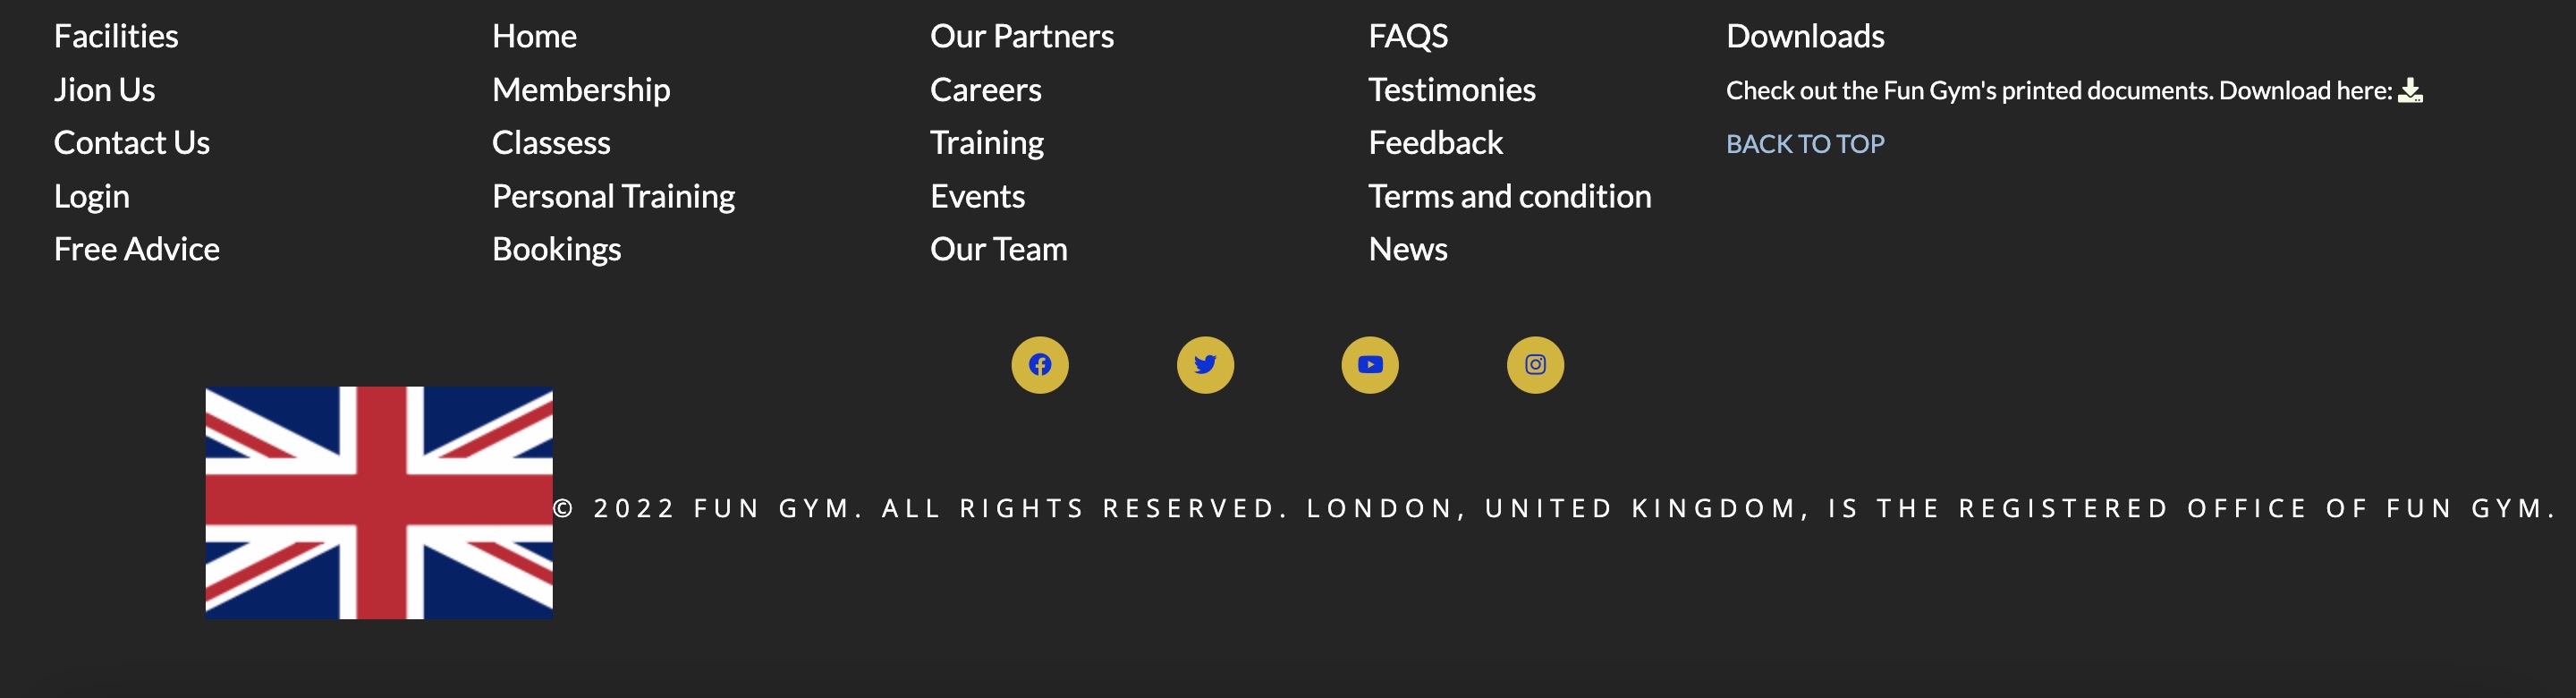 Facilities
Jion Us
Contact Us
Login
Free Advice
Home
Membership
Classess
Personal Training
Bookings
Our Partners
Careers
Training
Events
Our Team
FAQS
Testimonies
Feedback
Terms and condition
News
Downloads
Check out the Fun Gym's printed documents. Download here:
BACK TO TOP
© 2022 FUN GYM. ALL RIGHTS RESERVED. LONDON, UNITED KINGDOM, IS THE REGISTERED OFFICE OF FUN GYM.